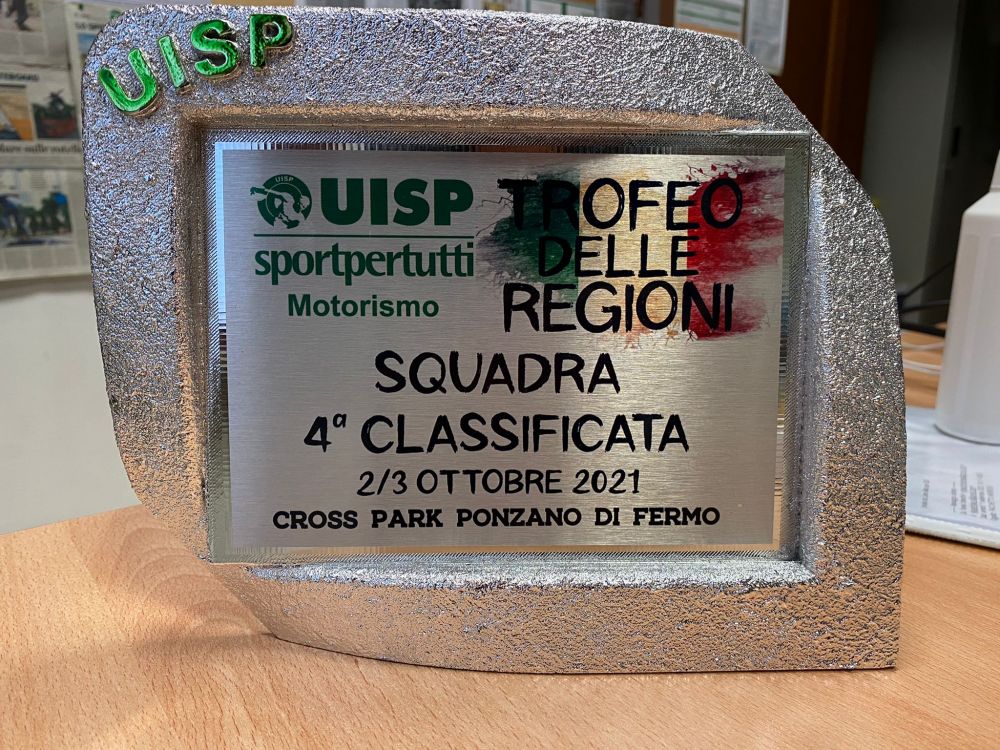 UISP
UISP
UISP
sportpertutti
Motorismo
TROFEO
DELLE
REGIONI
SQUADRA
4ª CLASSIFICATA
2/3 OTTOBRE 2021
CROSS PARK PONZANO DI FERMO